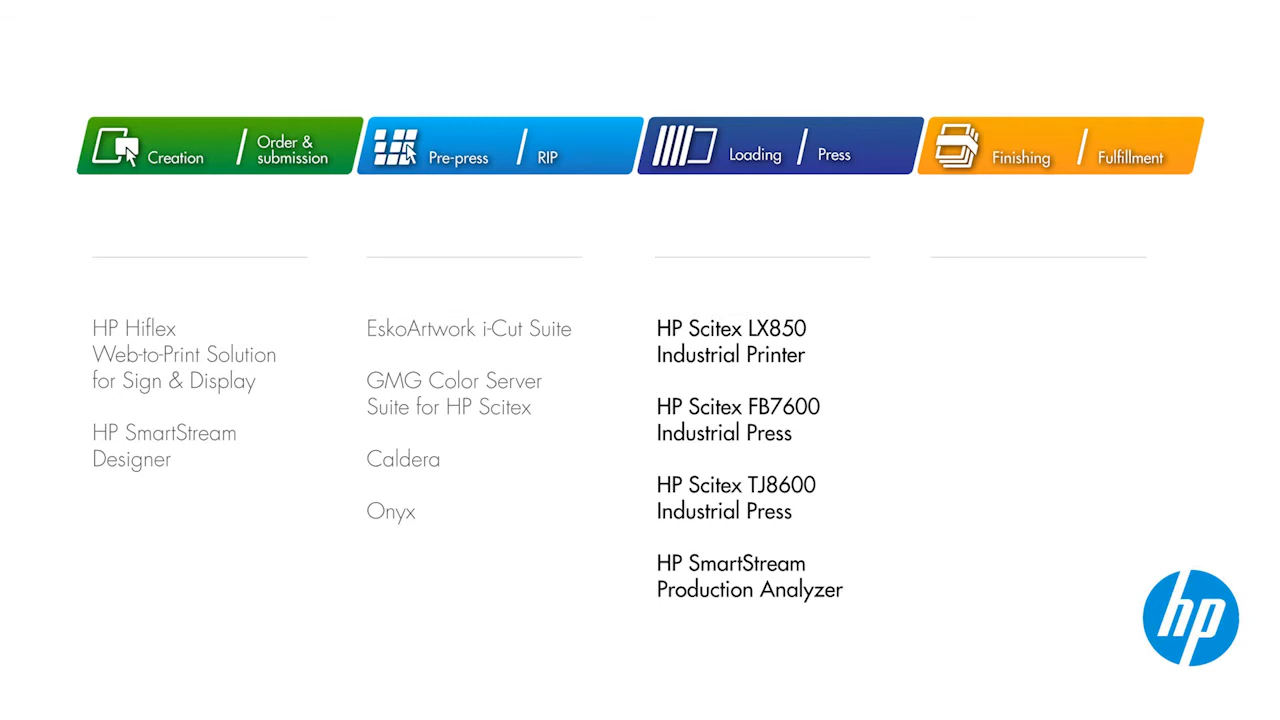 Creation
Order &
submission
Pre-press
RIP
Loading
Press
Finishing
Fulfillment
HP Hiflex
Web-to-Print Solution
for Sign & Display
HP SmartStream
Designer
EskoArtwork i-Cut Suite
GMG Color Server
Suite for HP Scitex
Caldera
Onyx
HP Scitex LX850
Industrial Printer
HP Scitex FB7600
Industrial Press
HP Scitex TJ8600
Industrial Press
HP SmartStream
Production Analyzer
hp